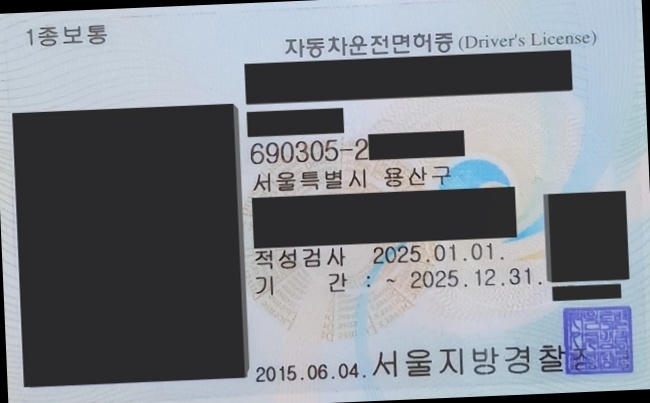 1종보통
자동차운전면허증 (Driver's License)
690305-2
서울특별시 용산구
적성검사 2025.01.01.
기 간 : ~ 2025.12.31.
2015.06.04. 서울지방경찰청